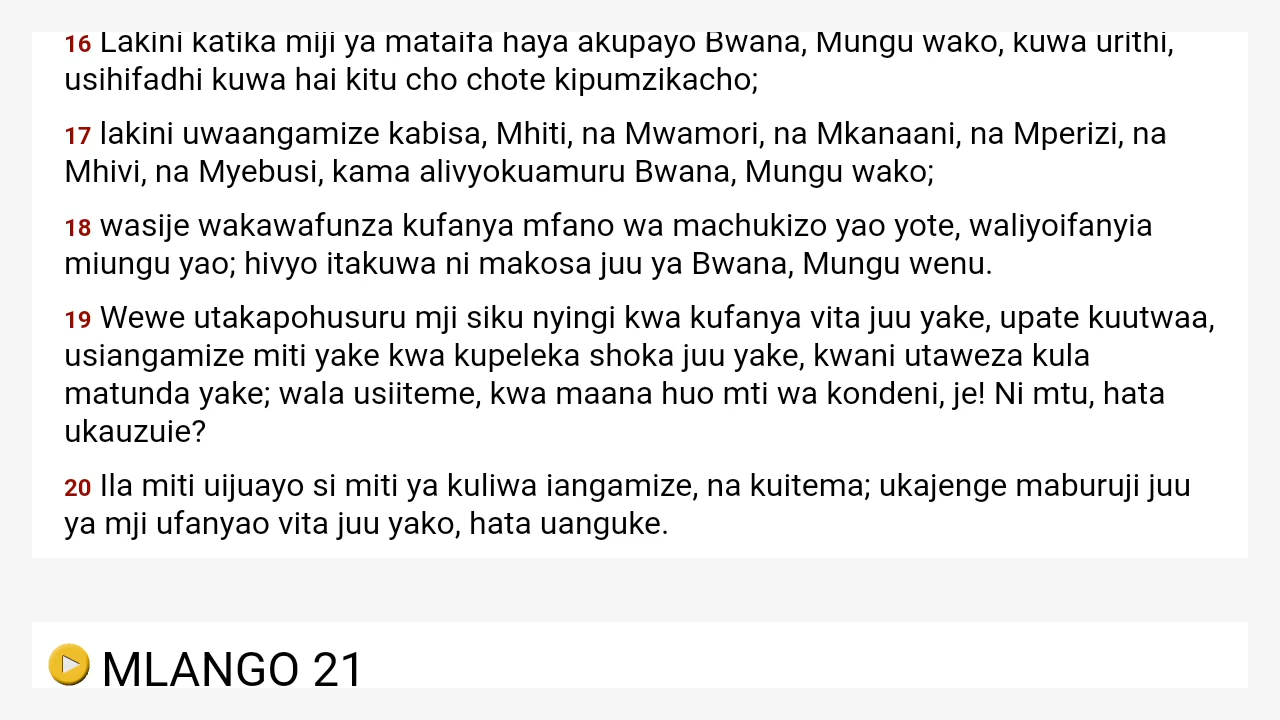 16 Lakini katika miji ya mataifa haya akupayo Bwana, Mungu wako, kuwa urithi,
usihifadhi kuwa hai kitu cho chote kipumzikacho;
17 lakini uwaangamize kabisa, Mhiti, na Mwamori, na Mkanaani, na Mperizi, na
Mhivi, na Myebusi, kama alivyokuamuru Bwana, Mungu wako;
18 wasije wakawafunza kufanya mfano wa machukizo yao yote, waliyoifanyia
miungu yao; hivyo itakuwa ni makosa juu ya Bwana, Mungu wenu.
19 Wewe utakapohusuru mji siku nyingi kwa kufanya vita juu yake, upate kuutwaa,
usiangamize miti yake kwa kupeleka shoka juu yake, kwani utaweza kula
matunda yake; wala usiiteme, kwa maana huo mti wa kondeni, je! Ni mtu, hata
ukauzuie?
20 Ila miti uijuayo si miti ya kuliwa iangamize, na kuitema; ukajenge maburuji juu
ya mji ufanyao vita juu yako, hata uanguke.
MLANGO 21